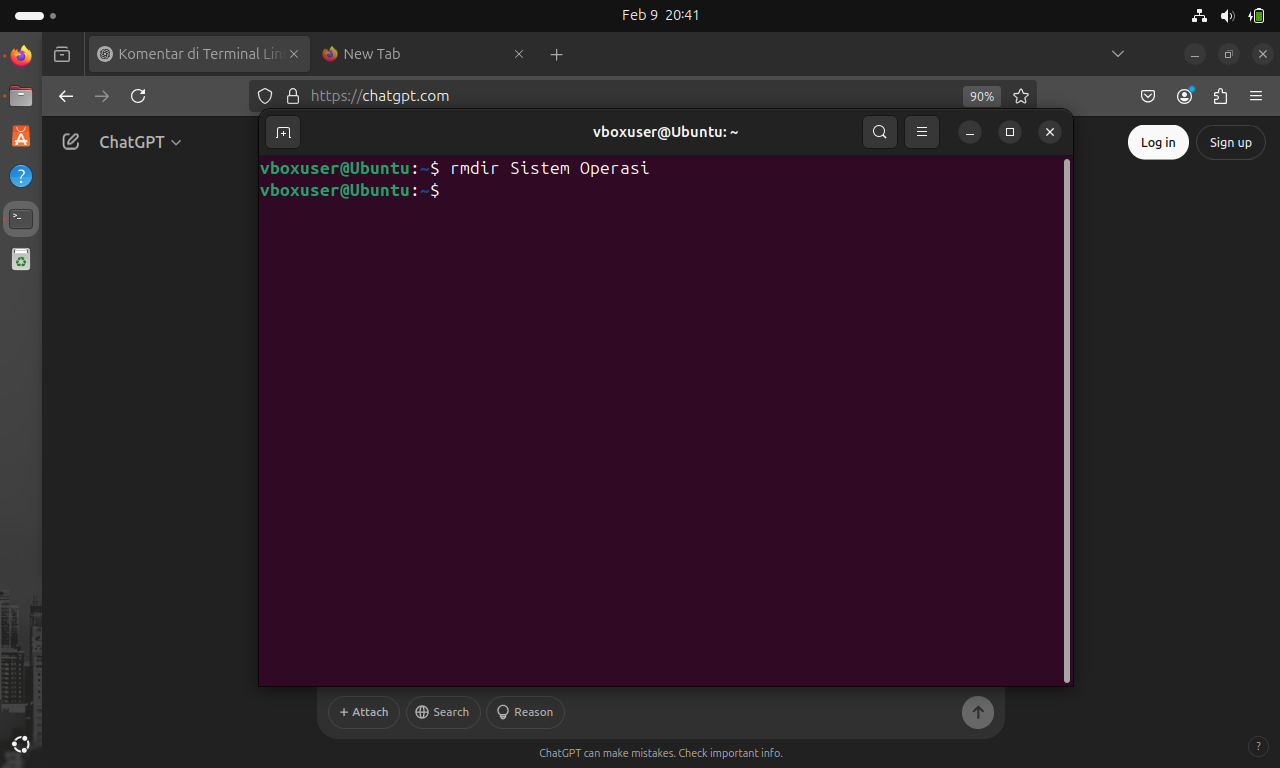 Feb 9 20:41
Komentar di Terminal Lin
New Tab
https://chatgpt.com
90%
ChatGPT
Log in
Sign up
vboxuser@Ubuntu: ~
vboxuser@Ubuntu:~$ rmdir Sistem Operasi
vboxuser@Ubuntu:~$
+ Attach
Search
Reason
ChatGPT can make mistakes. Check important info.
?